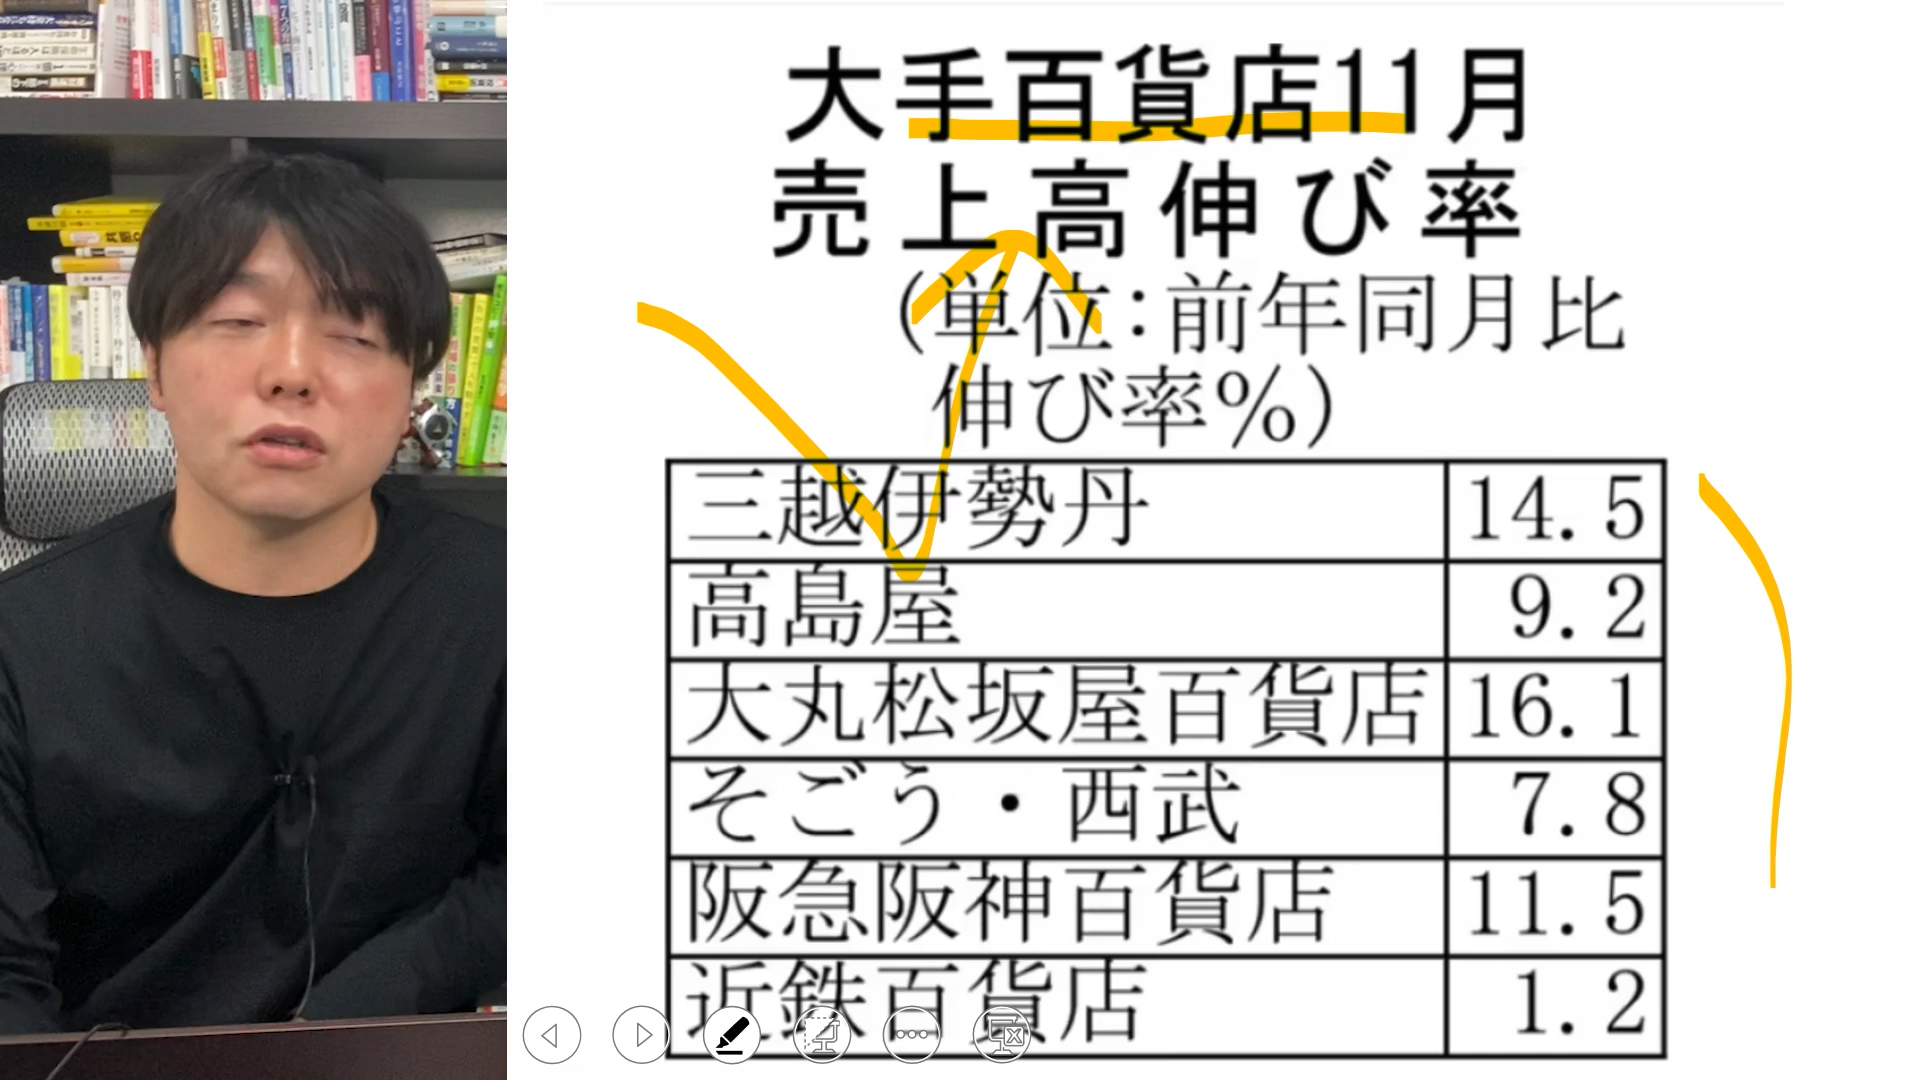 大手百貨店11月
売上高伸び率
(単位:前年同月比
伸び率%)
三越伊勢丹 14.5
高島屋 9.2
大丸松坂屋百貨店 16.1
そごう・西武 7.8
阪急阪神百貨店 11.5
近鉄百貨店 1.2